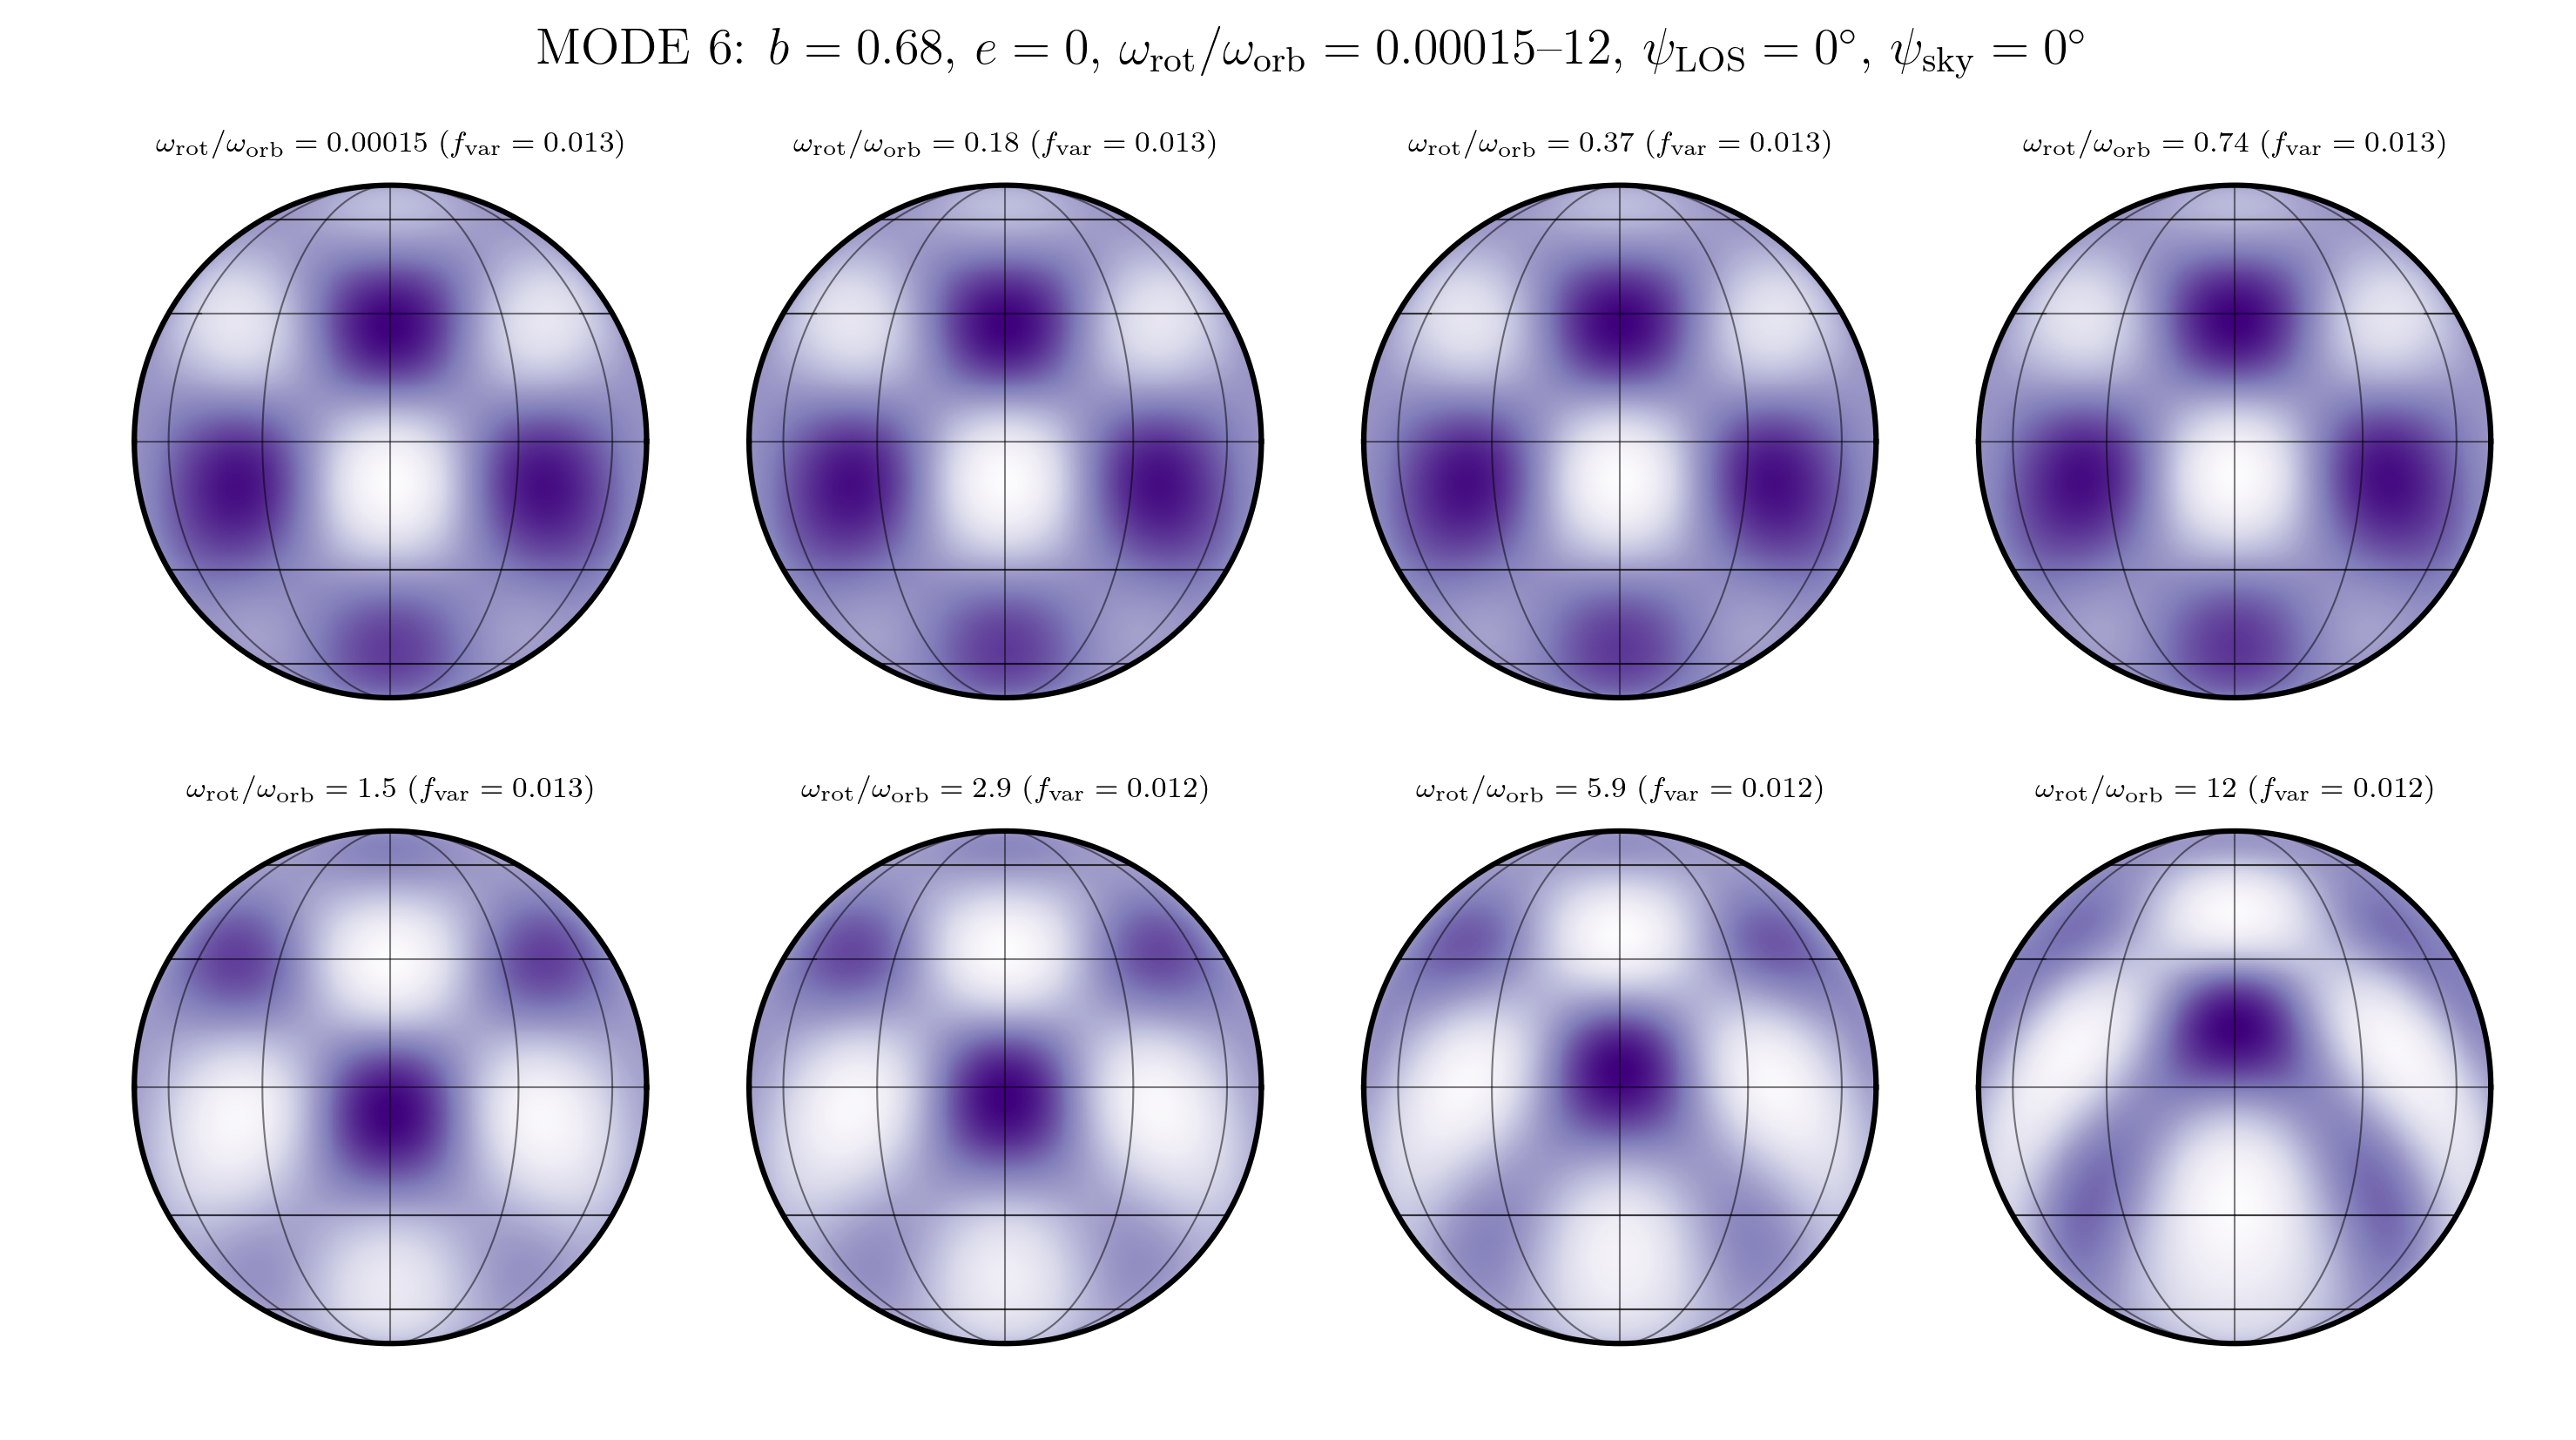 MODE 6: b = 0.68, e = 0, ω_rot/ω_orb = 0.00015–12, ψ_LOS = 0°, ψ_sky = 0°
ω_rot/ω_orb = 0.00015 (f_var = 0.013)
ω_rot/ω_orb = 0.18 (f_var = 0.013)
ω_rot/ω_orb = 0.37 (f_var = 0.013)
ω_rot/ω_orb = 0.74 (f_var = 0.013)
ω_rot/ω_orb = 1.5 (f_var = 0.013)
ω_rot/ω_orb = 2.9 (f_var = 0.012)
ω_rot/ω_orb = 5.9 (f_var = 0.012)
ω_rot/ω_orb = 12 (f_var = 0.012)